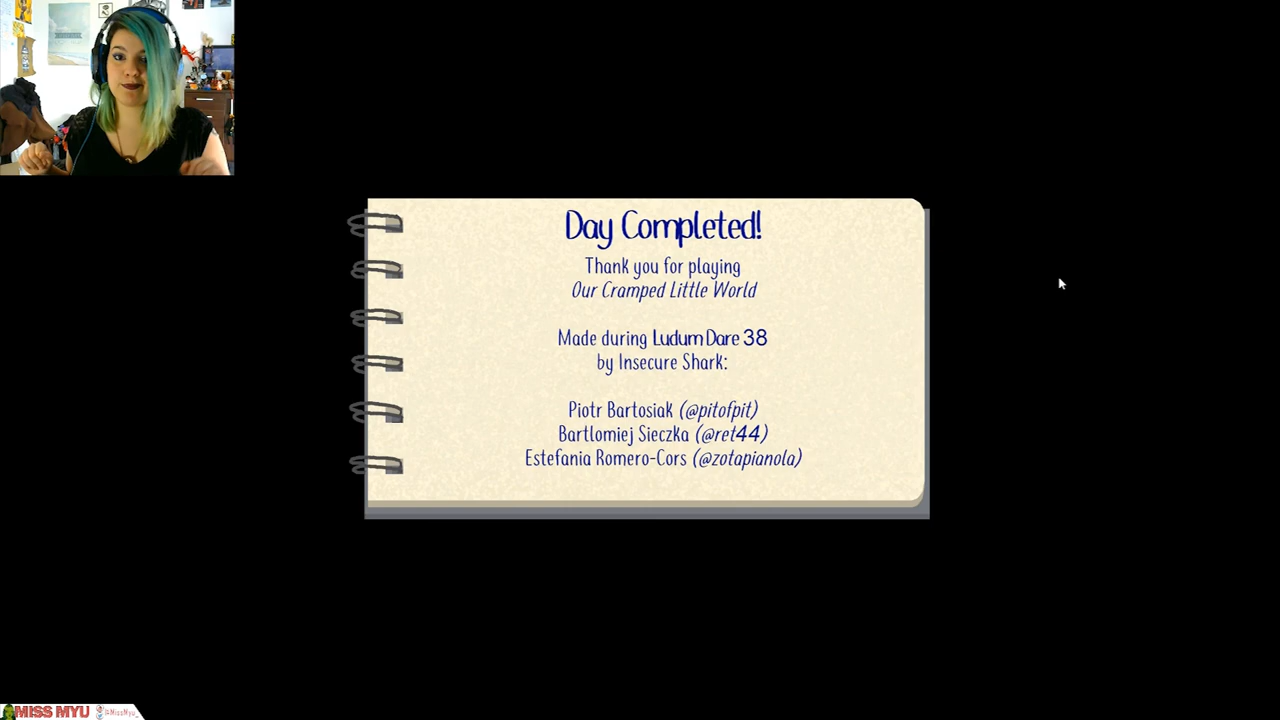 Day Completed!
Thank you for playing
Our Cramped Little World
Made during Ludum Dare 38
by Insecure Shark:
Piotr Bartosiak (@pitofpit)
Bartlomiej Sieczka (@ret44)
Estefania Romero-Cors (@zotapianola)
MISS MYU
@MissMyu_